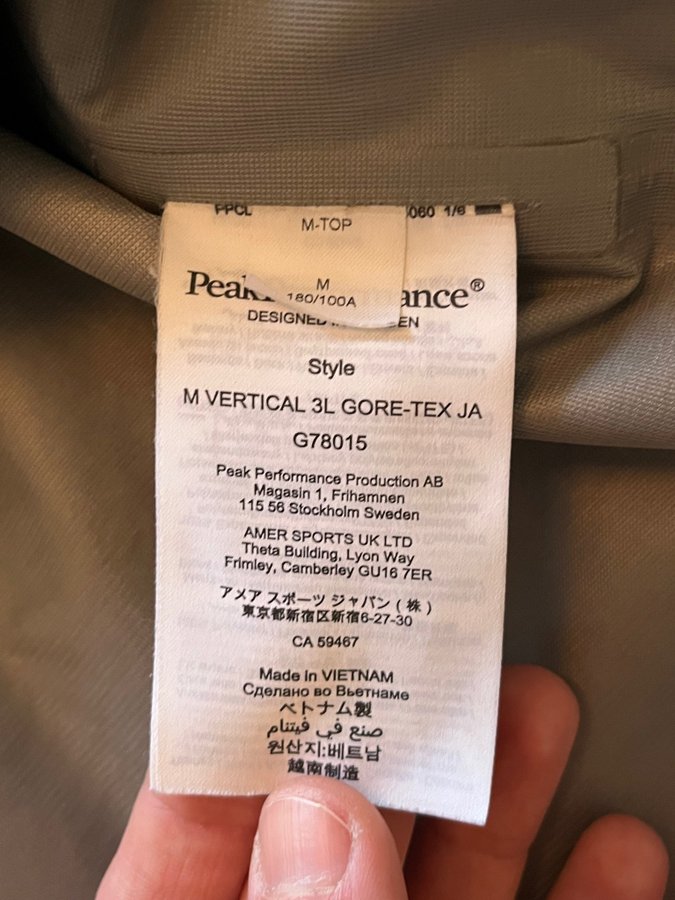 PPCL
060 1/6
M-TOP
M
180/100A
Peak ance®
DESIGNED EN
Style
M VERTICAL 3L GORE-TEX JA
G78015
Peak Performance Production AB
Magasin 1, Frihamnen
115 56 Stockholm Sweden
AMER SPORTS UK LTD
Theta Building, Lyon Way
Frimley, Camberley GU16 7ER
アメア スポーツ ジャパン ( 株 )
東京都新宿区新宿6-27-30
CA 59467
Made in VIETNAM
Сделано во Вьетнаме
ベトナム製
صنع في فيتنام
원산지:베트남
越南制造